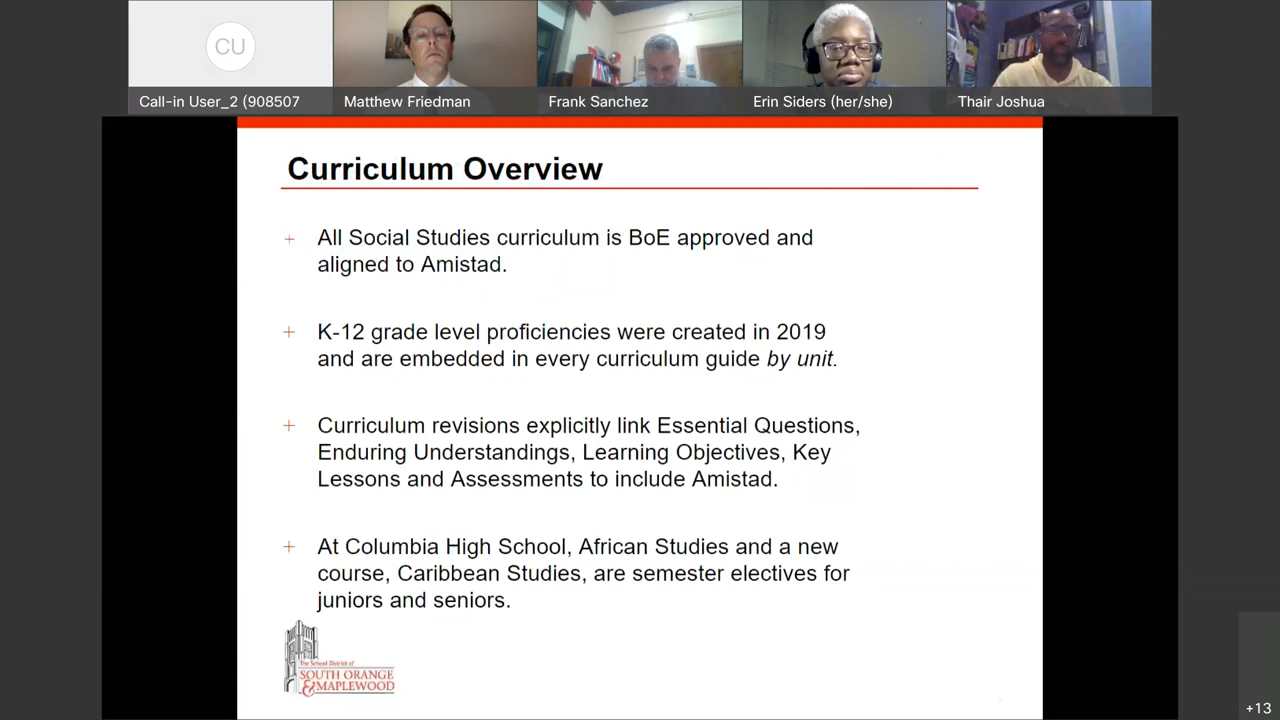 CU
Call-in User_2 (908507
Matthew Friedman
Frank Sanchez
Erin Siders (her/she)
Thair Joshua
Curriculum Overview
+ All Social Studies curriculum is BoE approved and
aligned to Amistad.
+ K-12 grade level proficiencies were created in 2019
and are embedded in every curriculum guide by unit.
+ Curriculum revisions explicitly link Essential Questions,
Enduring Understandings, Learning Objectives, Key
Lessons and Assessments to include Amistad.
+ At Columbia High School, African Studies and a new
course, Caribbean Studies, are semester electives for
juniors and seniors.
The School District of
SOUTH ORANGE
& MAPLEWOOD
+13